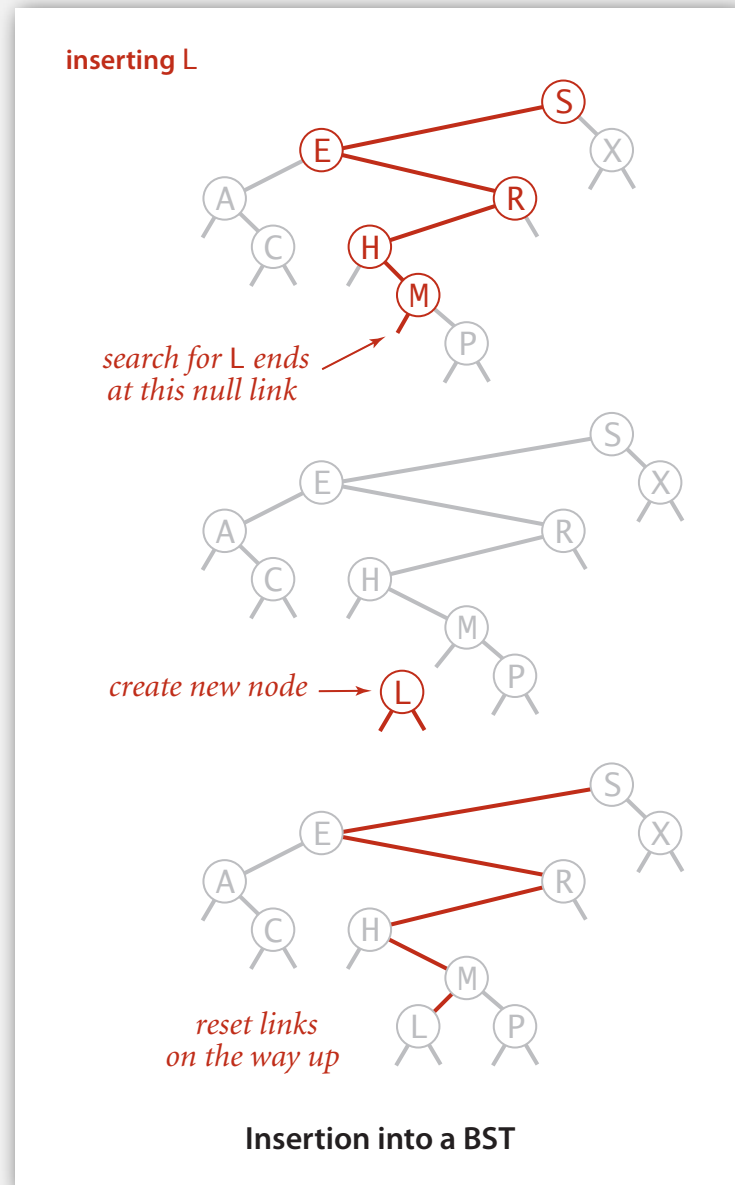 inserting L
S
E
X
A
R
C
H
M
P
search for L ends
at this null link
S
E
X
A
R
C
H
M
P
create new node
L
S
E
X
A
R
C
H
M
L
P
reset links
on the way up
Insertion into a BST